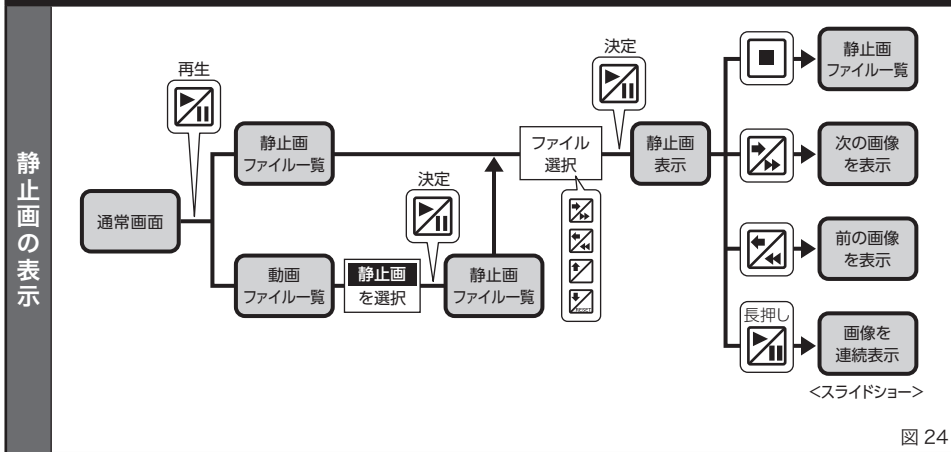 静止画の表示
通常画面
再生
静止画
ファイル一覧
動画
ファイル一覧
静止画
を選択
決定
静止画
ファイル一覧
ファイル
選択
RESET
決定
静止画
表示
静止画
ファイル一覧
次の画像
を表示
前の画像
を表示
長押し
画像を
連続表示
<スライドショー>
図 24